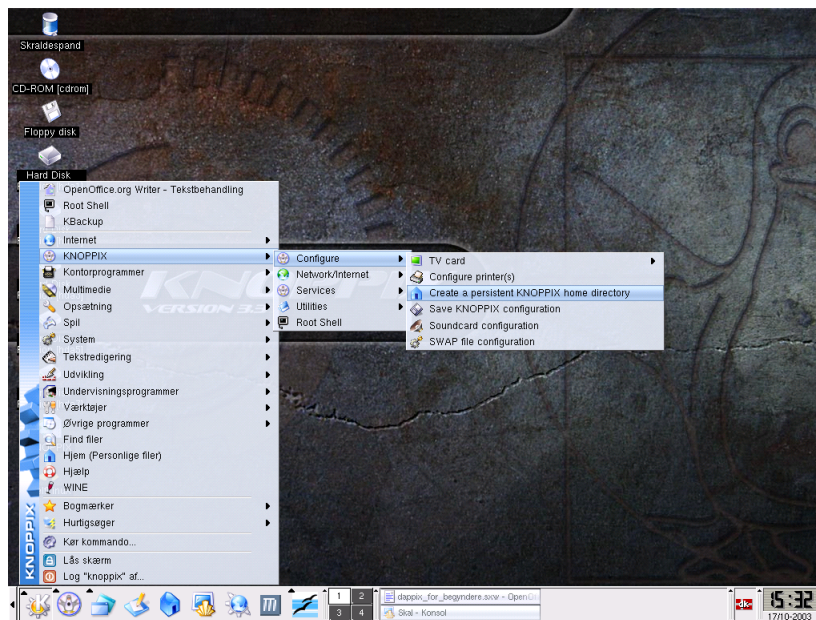 Skraldespand
CD-ROM [cdrom]
Floppy disk
Hard Disk
OpenOffice.org Writer - Tekstbehandling
Root Shell
KBackup
Internet
KNOPPIX
Kontorprogrammer
Multimedie
Opsætning
Spil
System
Tekstredigering
Udvikling
Undervisningsprogrammer
Værktøjer
Øvrige programmer
Find filer
Hjem (Personlige filer)
Hjælp
WINE
Bogmærker
Hurtigsøger
Kør kommando...
Lås skærm
Log "knoppix" af...
KNOPPIX
Configure
Network/Internet
Services
Utilities
Root Shell
TV card
Configure printer(s)
Create a persistent KNOPPIX home directory
Save KNOPPIX configuration
Soundcard configuration
SWAP file configuration
VERSION 3.3
1 2
3 4
dappix_for_begyndere.sxw - OpenO
Skal - Konsol
dk
15:32
17/10-2003